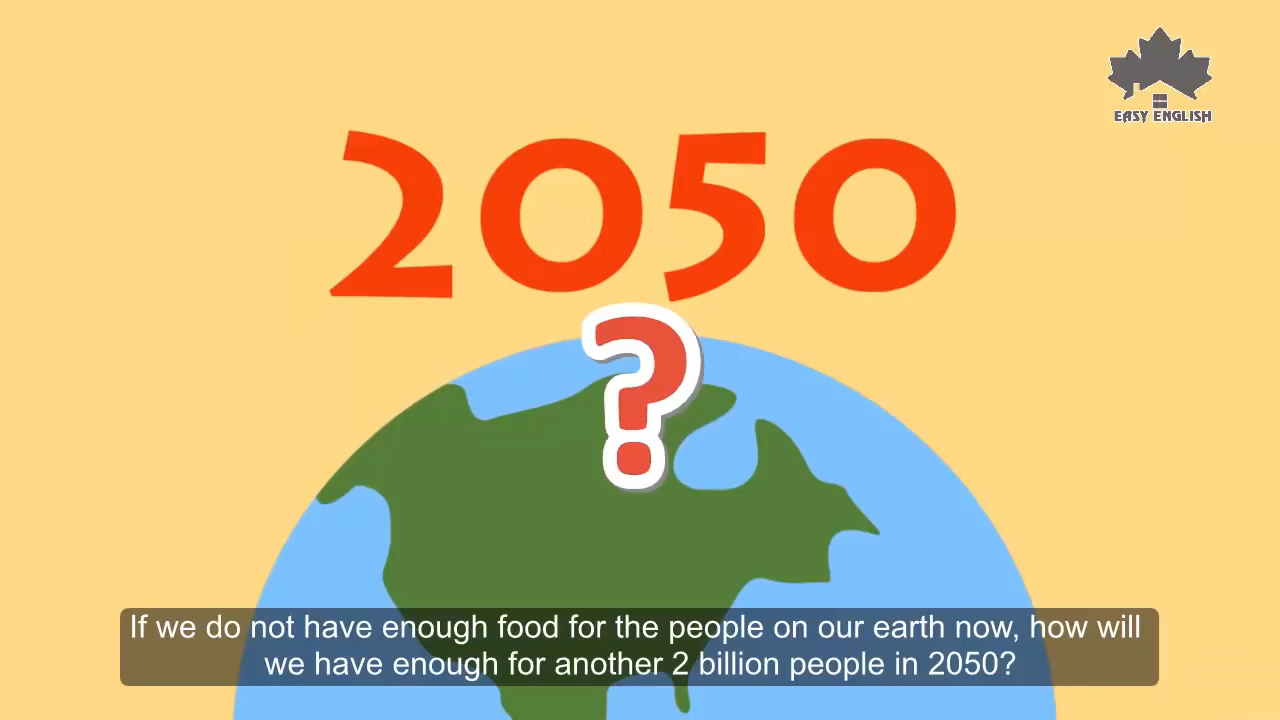 EASY ENGLISH
2050
?
If we do not have enough food for the people on our earth now, how will
we have enough for another 2 billion people in 2050?